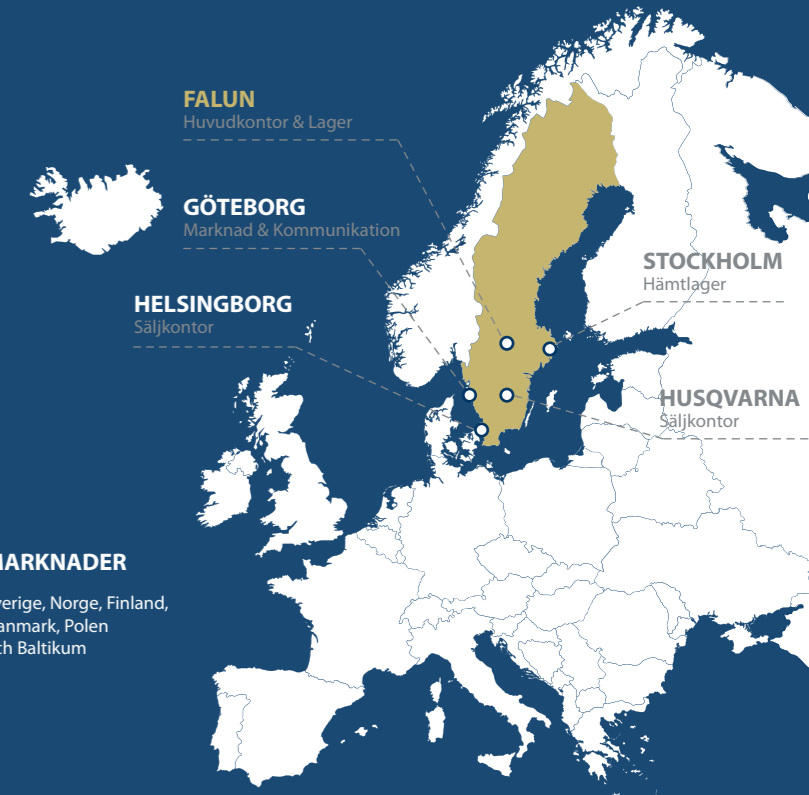 FALUN
Huvudkontor & Lager
GÖTEBORG
Marknad & Kommunikation
HELSINGBORG
Säljkontor
STOCKHOLM
Hämtlager
HUSQVARNA
Säljkontor
MARKNADER
verige, Norge, Finland,
anmark, Polen
ch Baltikum